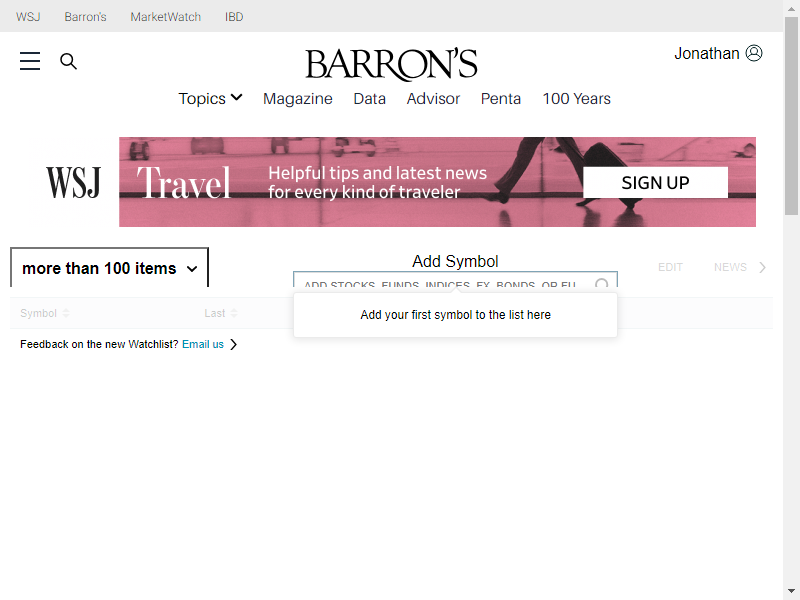 WSJ Barron's MarketWatch IBD
BARRON'S
Jonathan
Topics Magazine Data Advisor Penta 100 Years
WSJ Travel
Helpful tips and latest news
for every kind of traveler
SIGN UP
more than 100 items
Add Symbol
EDIT NEWS
ADD STOCKS, FUNDS, INDICES, FX, BONDS, OR FU
Symbol Last
Add your first symbol to the list here
Feedback on the new Watchlist? Email us